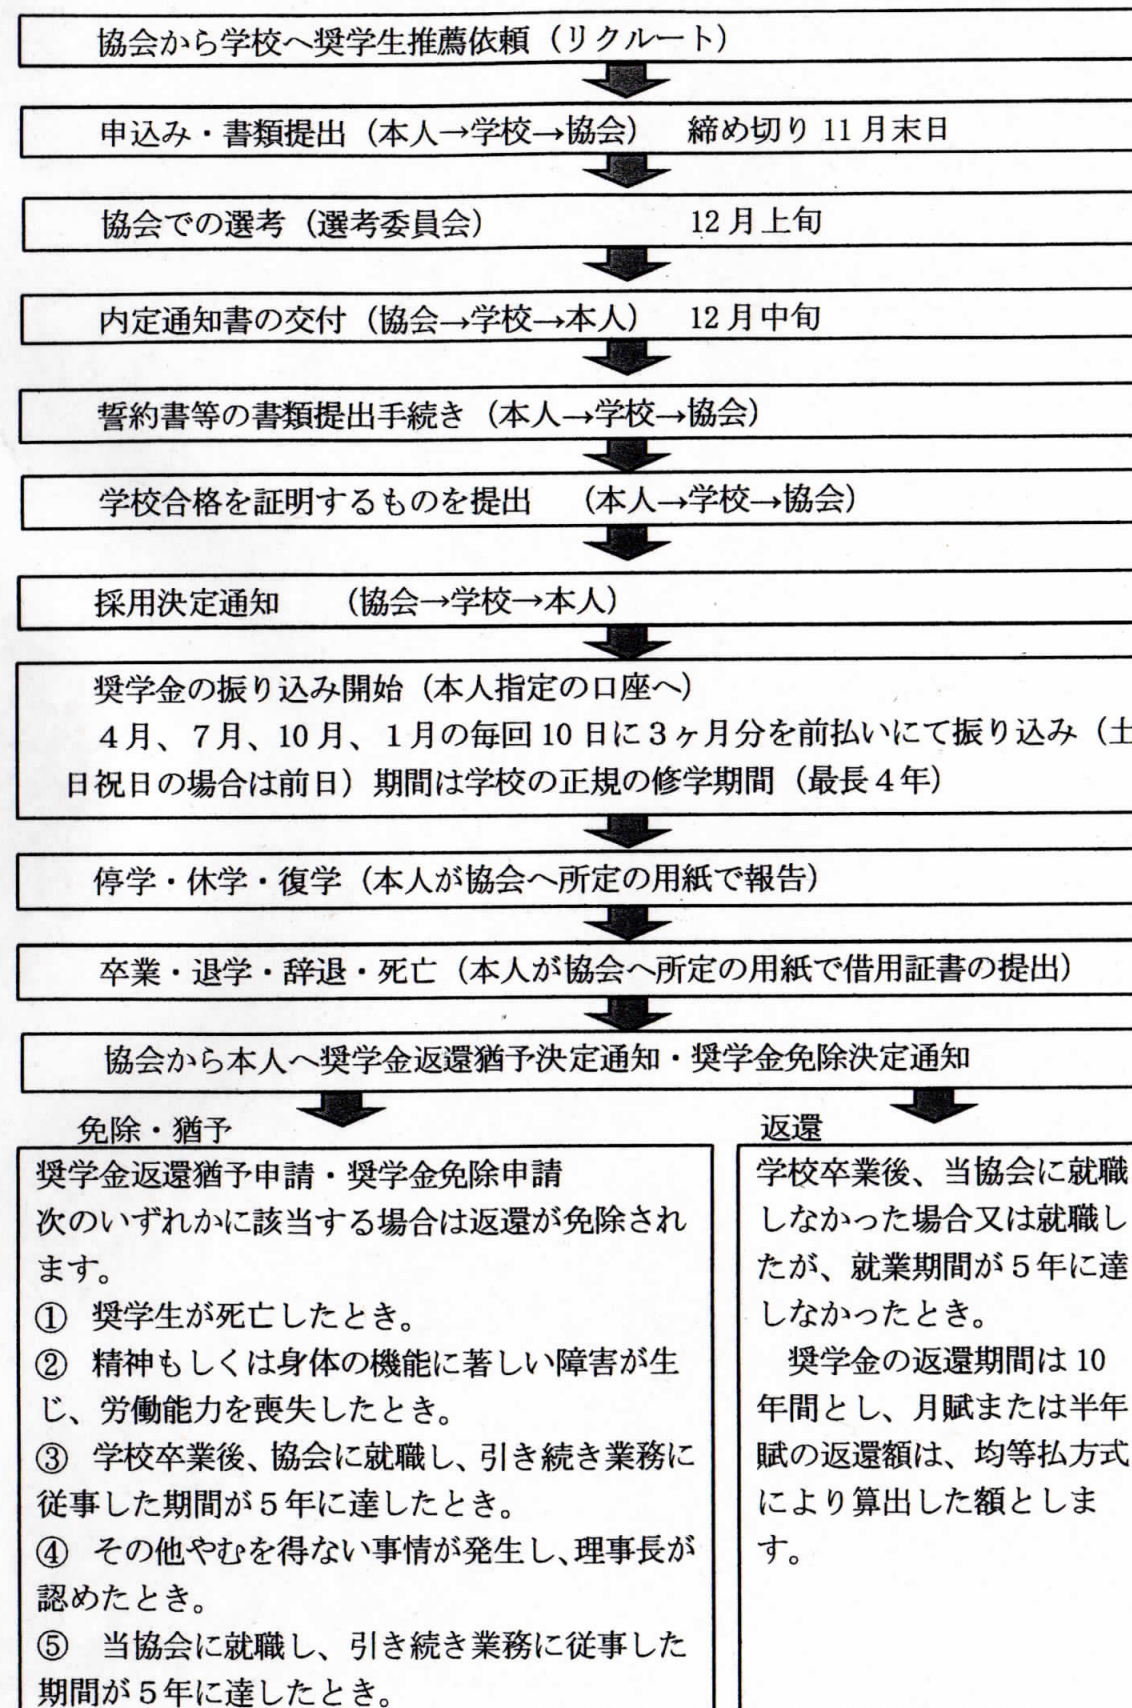 協会から学校へ奨学生推薦依頼（リクルート）
申込み・書類提出（本人→学校→協会）　締め切り 11 月末日
協会での選考（選考委員会）　12 月上旬
内定通知書の交付（協会→学校→本人）　12 月中旬
誓約書等の書類提出手続き（本人→学校→協会）
学校合格を証明するものを提出　（本人→学校→協会）
採用決定通知　（協会→学校→本人）
奨学金の振り込み開始（本人指定の口座へ）
４月、７月、10 月、１月の毎回 10 日に３ヶ月分を前払いにて振り込み（土
日祝日の場合は前日）期間は学校の正規の修学期間（最長４年）
停学・休学・復学（本人が協会へ所定の用紙で報告）
卒業・退学・辞退・死亡（本人が協会へ所定の用紙で借用証書の提出）
協会から本人へ奨学金返還猶予決定通知・奨学金免除決定通知
免除・猶予
奨学金返還猶予申請・奨学金免除申請
次のいずれかに該当する場合は返還が免除され
ます。
①　奨学生が死亡したとき。
②　精神もしくは身体の機能に著しい障害が生
じ、労働能力を喪失したとき。
③　学校卒業後、協会に就職し、引き続き業務に
従事した期間が５年に達したとき。
④　その他やむを得ない事情が発生し、理事長が
認めたとき。
⑤　当協会に就職し、引き続き業務に従事した
期間が５年に達したとき。
返還
学校卒業後、当協会に就職
しなかった場合又は就職し
たが、就業期間が５年に達
しなかったとき。
奨学金の返還期間は 10
年間とし、月賦または半年
賦の返還額は、均等払方式
により算出した額としま
す。